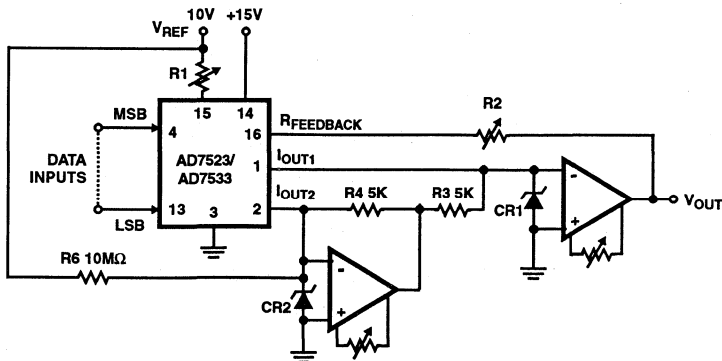 10V
+15V
VREF
R1
15
14
MSB
4
16
RFEEDBACK
R2
DATA
INPUTS
AD7523/
AD7533
1
IOUT1
IOUT2
2
LSB
13
3
R4 5K
R3 5K
CR1
-
+
VOUT
R6 10MΩ
CR2
-
+